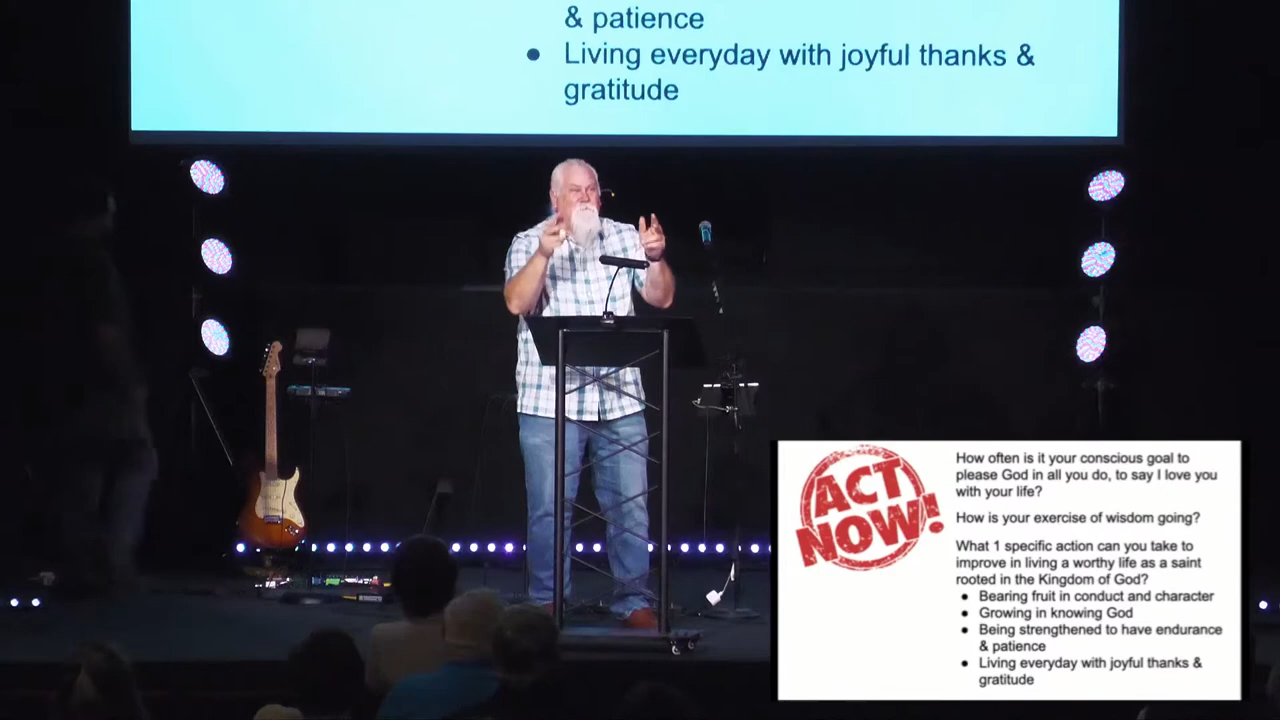 & patience
● Living everyday with joyful thanks &
gratitude
ACT
NOW!
How often is it your conscious goal to
please God in all you do, to say I love you
with your life?
How is your exercise of wisdom going?
What 1 specific action can you take to
improve in living a worthy life as a saint
rooted in the Kingdom of God?
● Bearing fruit in conduct and character
● Growing in knowing God
● Being strengthened to have endurance
& patience
● Living everyday with joyful thanks &
gratitude